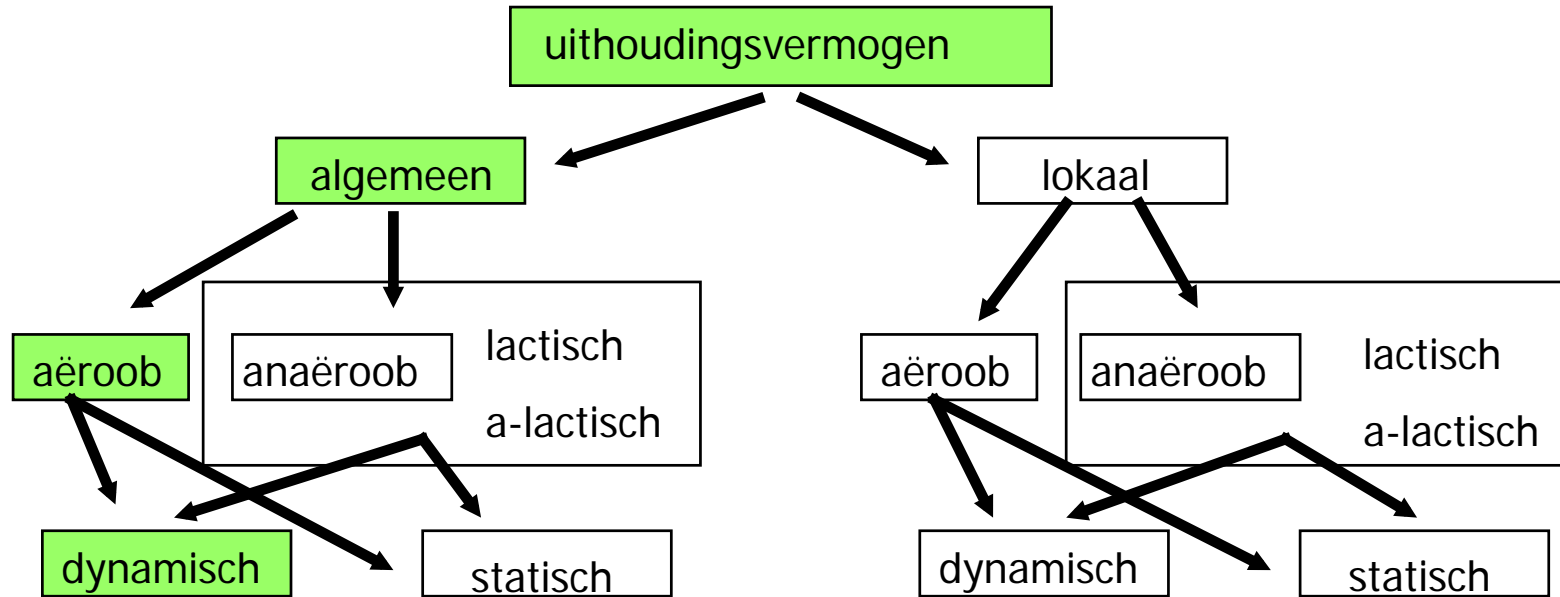 uithoudingsvermogen
algemeen
lokaal
aëroob
anaëroob
lactisch
a-lactisch
aëroob
anaëroob
lactisch
a-lactisch
dynamisch
statisch
dynamisch
statisch